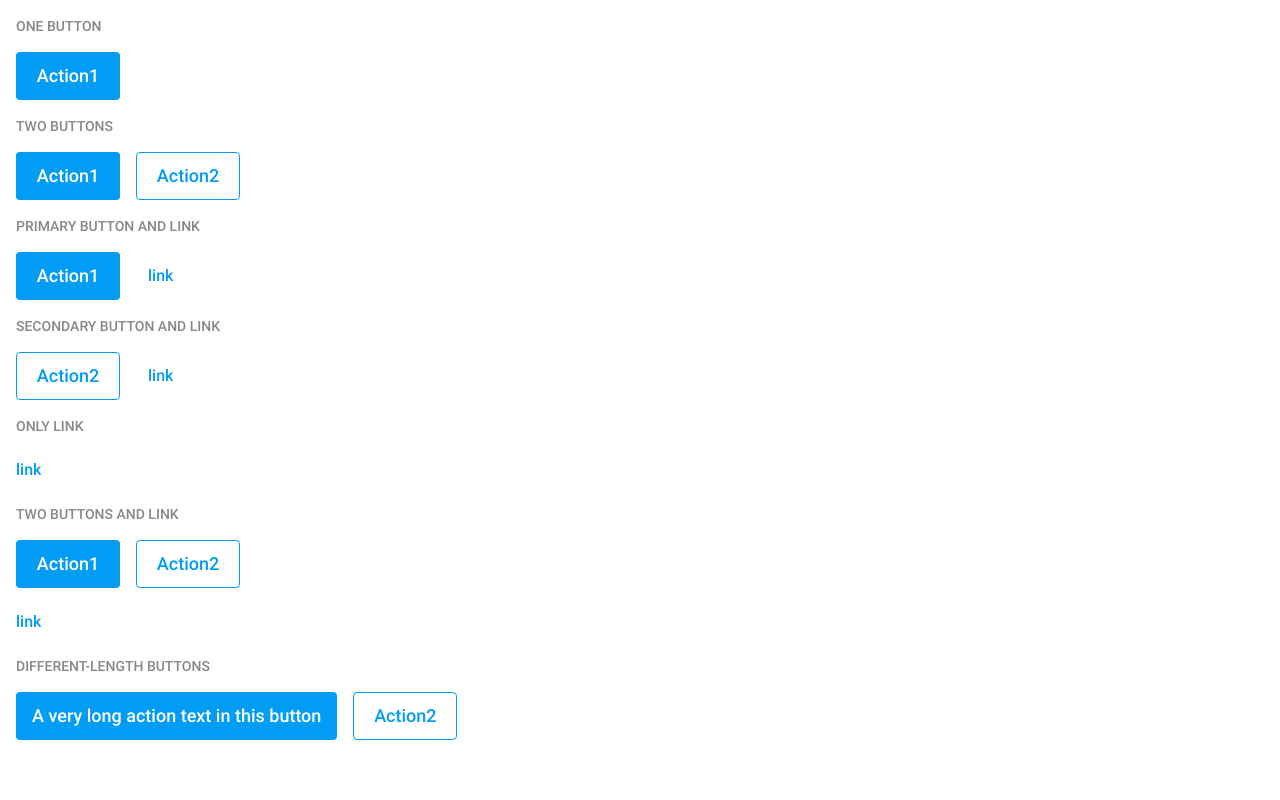 ONE BUTTON
Action1
TWO BUTTONS
Action1 Action2
PRIMARY BUTTON AND LINK
Action1 link
SECONDARY BUTTON AND LINK
Action2 link
ONLY LINK
link
TWO BUTTONS AND LINK
Action1 Action2
link
DIFFERENT-LENGTH BUTTONS
A very long action text in this button Action2